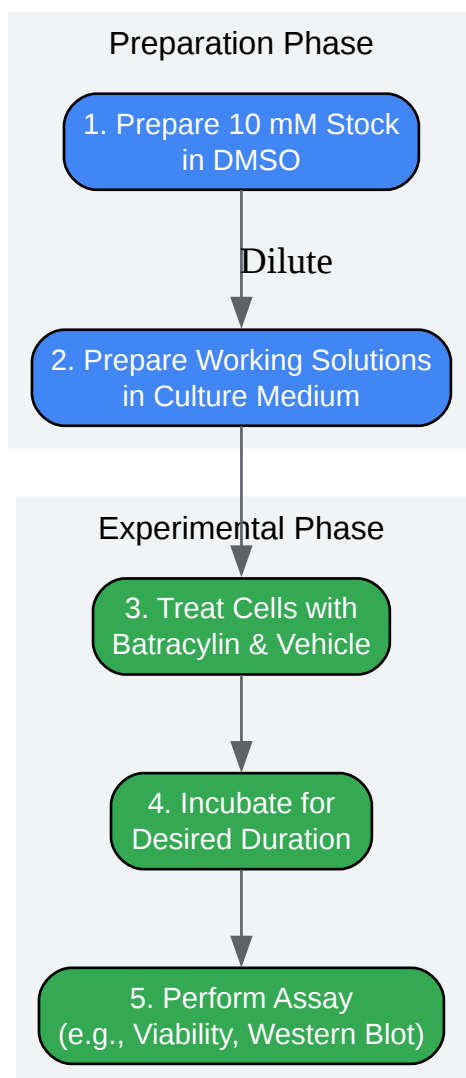 Preparation Phase
1. Prepare 10 mM Stock
in DMSO
Dilute
2. Prepare Working Solutions
in Culture Medium
Experimental Phase
3. Treat Cells with
Batracylin & Vehicle
4. Incubate for
Desired Duration
5. Perform Assay
(e.g., Viability, Western Blot)